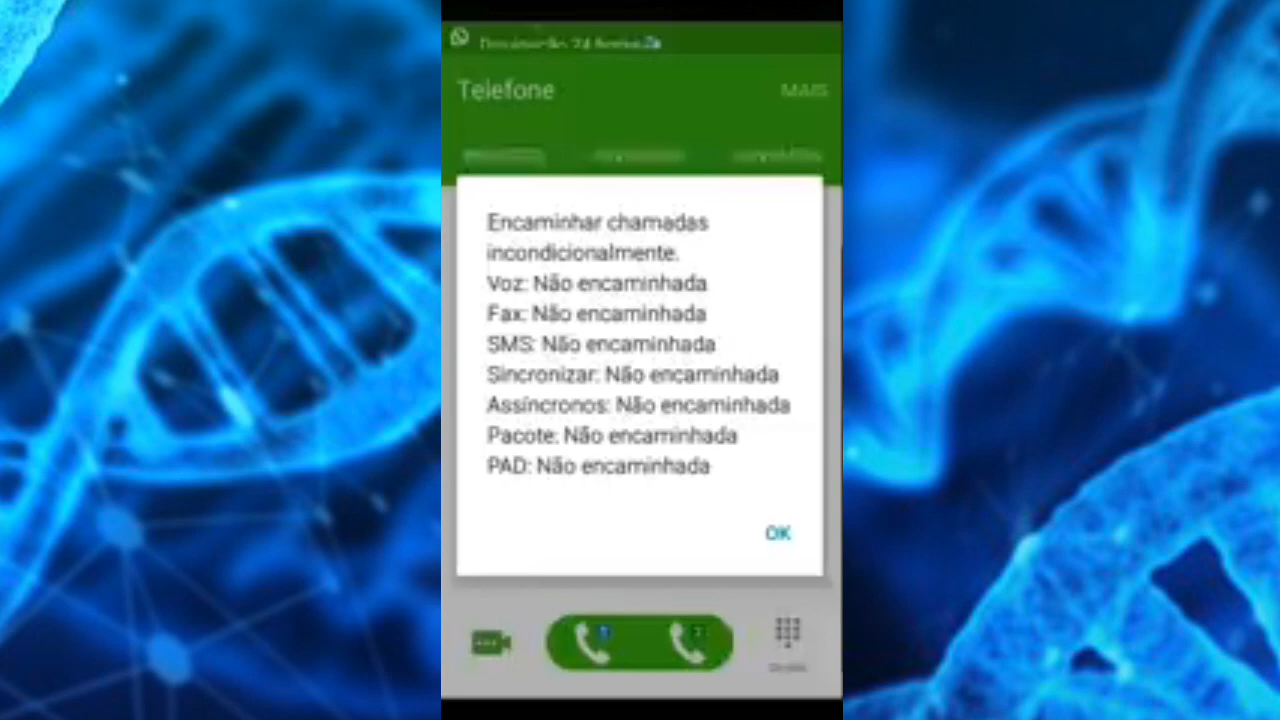 Telefone
MAIS
Encaminhar chamadas
incondicionalmente.
Voz: Não encaminhada
Fax: Não encaminhada
SMS: Não encaminhada
Sincronizar: Não encaminhada
Assíncronos: Não encaminhada
Pacote: Não encaminhada
PAD: Não encaminhada
OK